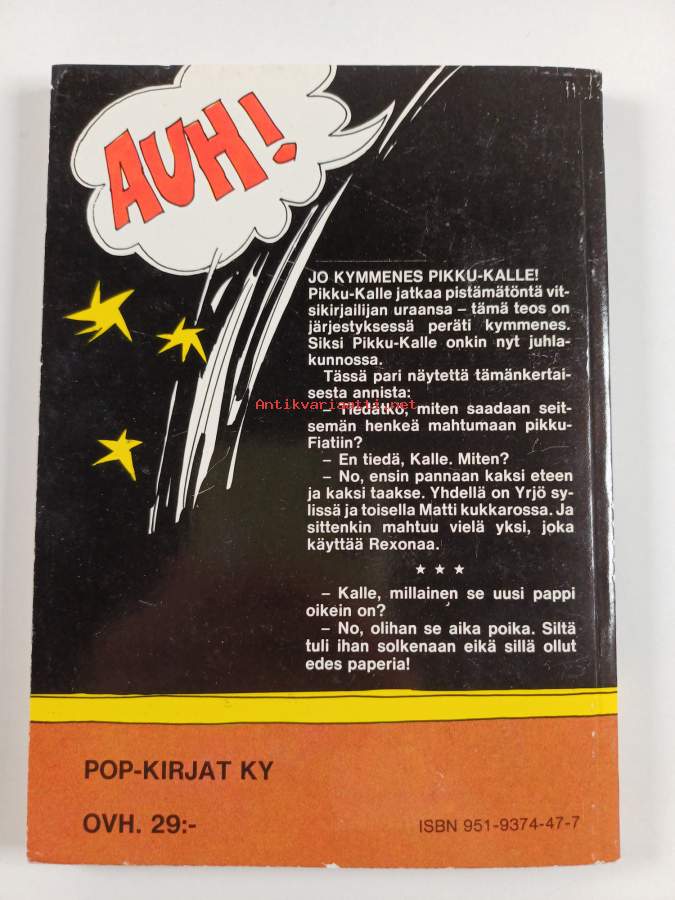 AUH!
JO KYMMENES PIKKU-KALLE!
Pikku-Kalle jatkaa pistämätöntä vit-
sikirjailijan uraansa – tämä teos on
järjestyksessä peräti kymmenes.
Siksi Pikku-Kalle onkin nyt juhla-
kunnossa.
Tässä pari näytettä tämänkertai-
sesta annista:
Antikvariaatti.net
– Tiedätkö, miten saadaan seit-
semän henkeä mahtumaan pikku-
Fiatiin?
– En tiedä, Kalle. Miten?
– No, ensin pannaan kaksi eteen
ja kaksi taakse. Yhdellä on Yrjö sy-
lissä ja toisella Matti kukkarossa. Ja
sittenkin mahtuu vielä yksi, joka
käyttää Rexonaa.
★ ★ ★
– Kalle, millainen se uusi pappi
oikein on?
– No, olihan se aika poika. Siltä
tuli ihan solkenaan eikä sillä ollut
edes paperia!
POP-KIRJAT KY
OVH. 29:-
ISBN 951-9374-47-7